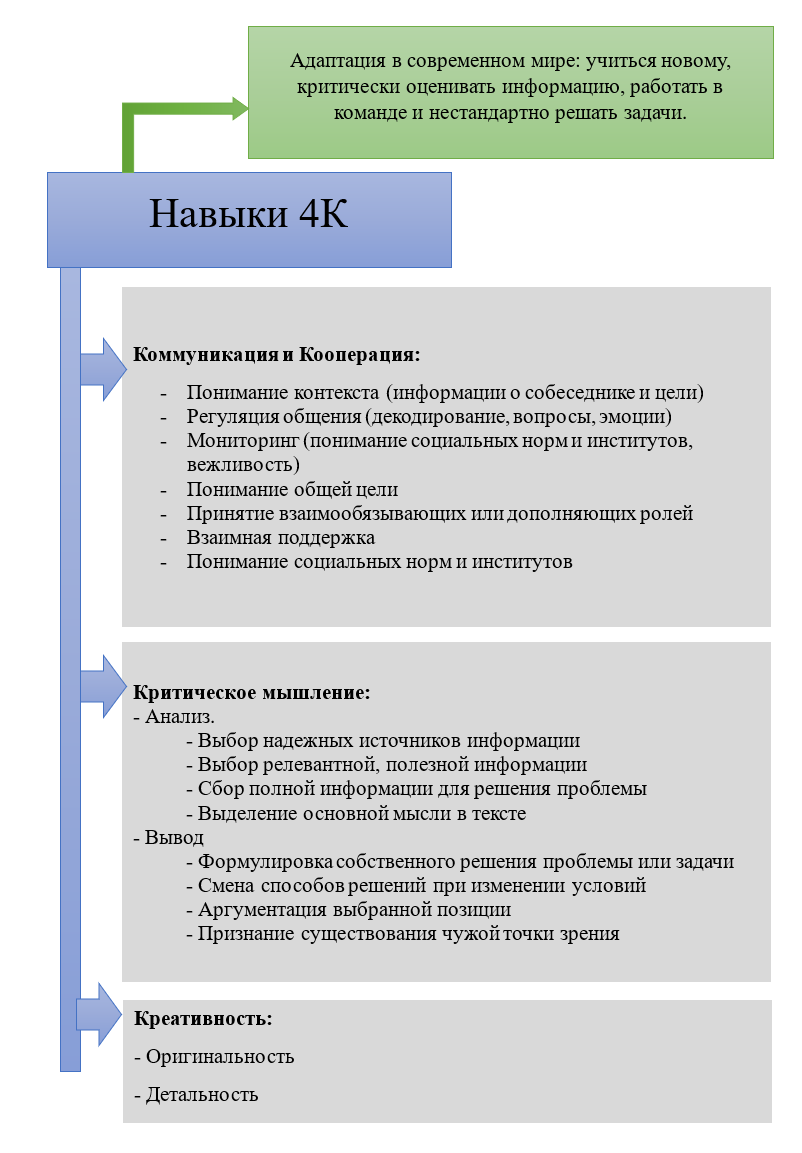 Адаптация в современном мире: учиться новому,
критически оценивать информацию, работать в
команде и нестандартно решать задачи.
Навыки 4К
Коммуникация и Кооперация:
- Понимание контекста (информации о собеседнике и цели)
- Регуляция общения (декодирование, вопросы, эмоции)
- Мониторинг (понимание социальных норм и институтов,
вежливость)
- Понимание общей цели
- Принятие взаимообязывающих или дополняющих ролей
- Взаимная поддержка
- Понимание социальных норм и институтов
Критическое мышление:
- Анализ.
- Выбор надежных источников информации
- Выбор релевантной, полезной информации
- Сбор полной информации для решения проблемы
- Выделение основной мысли в тексте
- Вывод
- Формулировка собственного решения проблемы или задачи
- Смена способов решений при изменении условий
- Аргументация выбранной позиции
- Признание существования чужой точки зрения
Креативность:
- Оригинальность
- Детальность